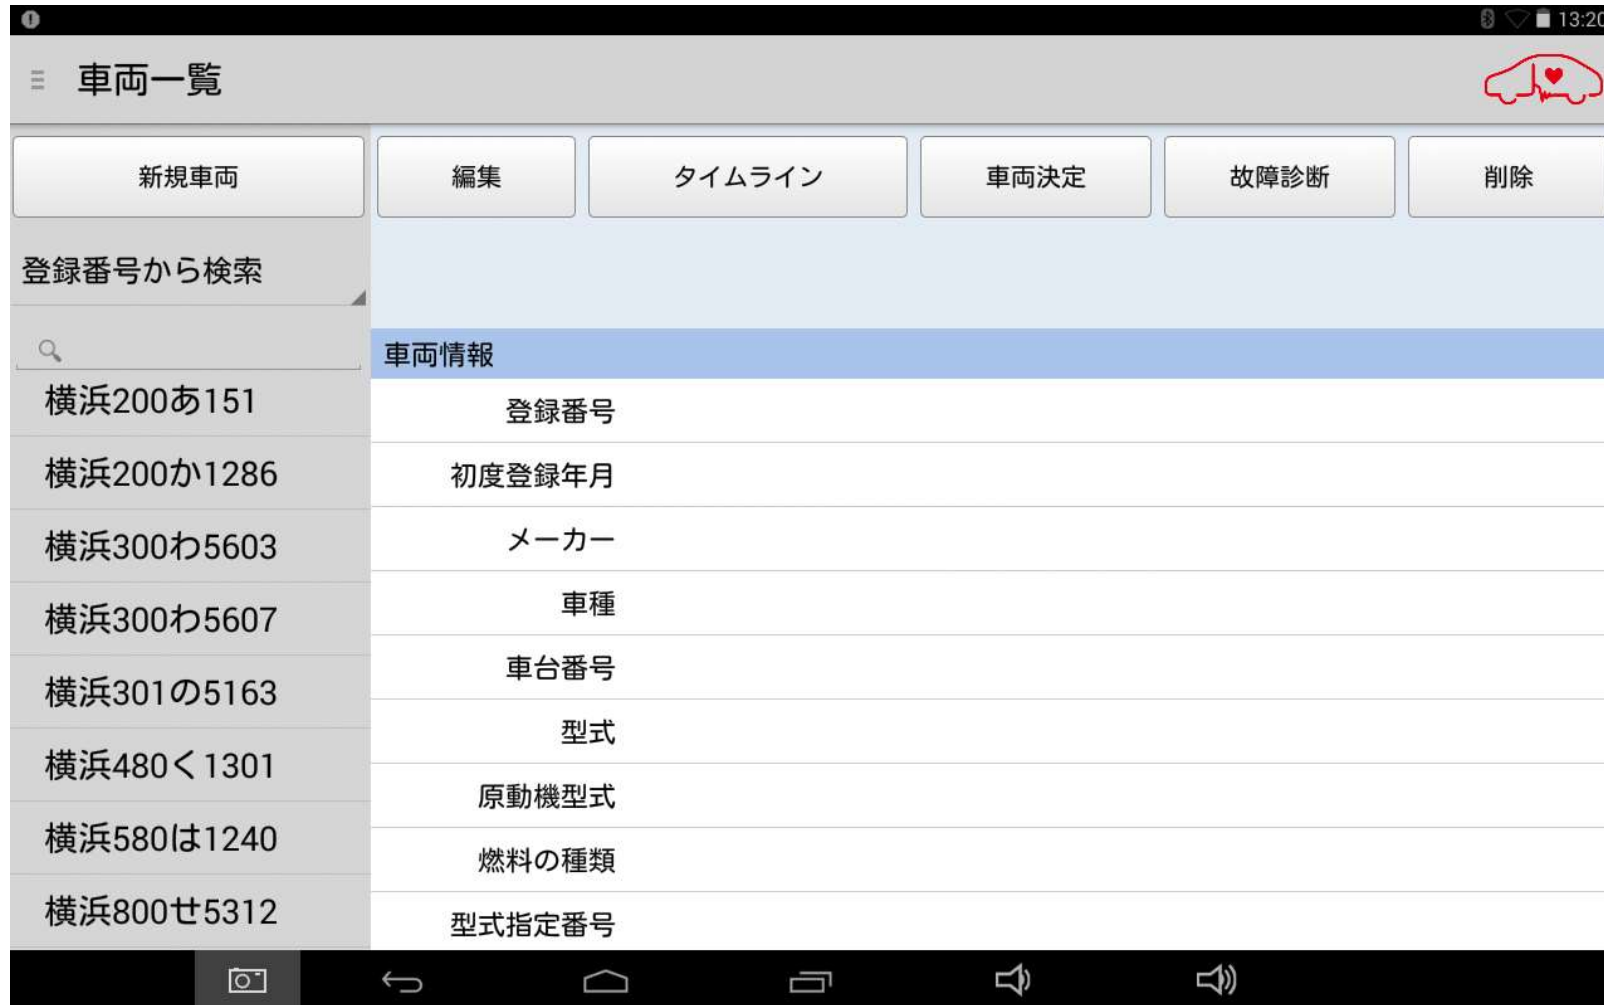 13:20
車両一覧
新規車両
編集
タイムライン
車両決定
故障診断
削除
登録番号から検索
横浜200あ151
横浜200か1286
横浜300わ5603
横浜300わ5607
横浜301の5163
横浜480く1301
横浜580は1240
横浜800せ5312
車両情報
登録番号
初度登録年月
メーカー
車種
車台番号
型式
原動機型式
燃料の種類
型式指定番号